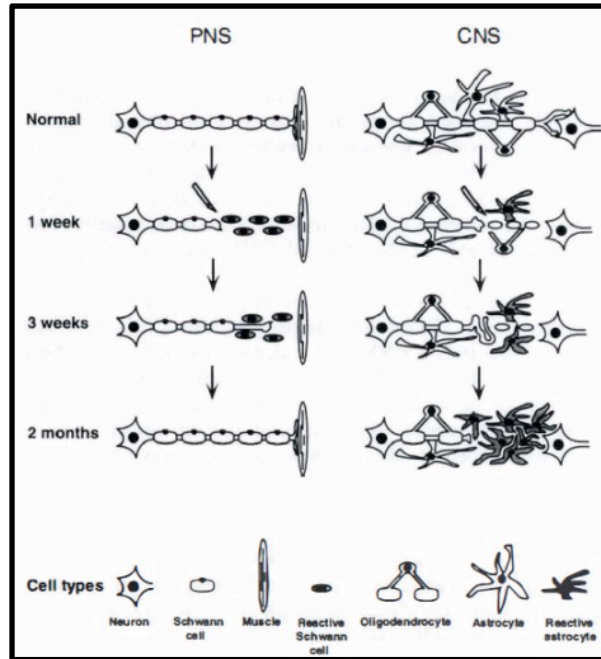 PNS CNS
Normal
1 week
3 weeks
2 months
Cell types
Neuron Schwann cell Muscle Reactive Schwann cell Oligodendrocyte Astrocyte Reactive astrocyte